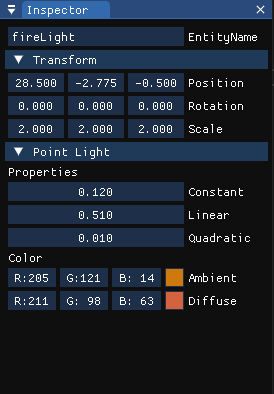 Inspector
fireLight EntityName
Transform
28.500 -2.775 -0.500 Position
0.000 0.000 0.000 Rotation
2.000 2.000 2.000 Scale
Point Light
Properties
0.120 Constant
0.510 Linear
0.010 Quadratic
Color
R:205 G:121 B: 14 Ambient
R:211 G: 98 B: 63 Diffuse